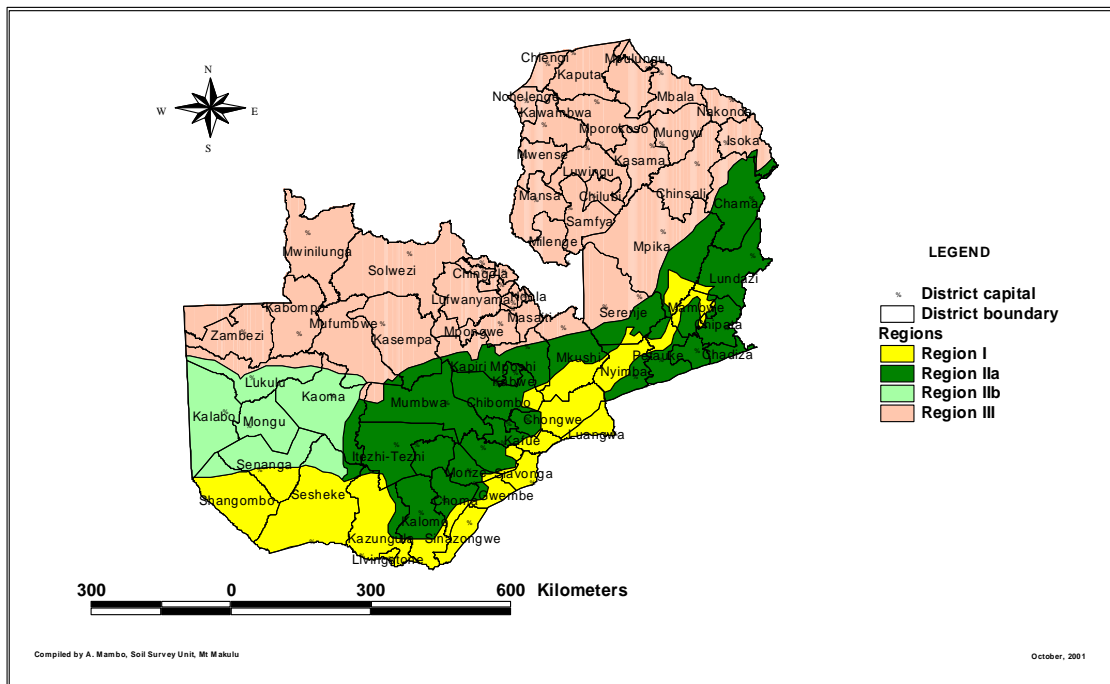 N
W E
S
Chiengi
Mpulungu
Kaputa
Mbala
Kawambwa
Nakonde
Mporokoso
Mungwi
Isoka
Mwense
Kasama
Luwingu
Mansa
Chilubi
Chinsali
Chama
Samfya
Milenge
Mpika
Mwinilunga
Solwezi
Chingola
Lundazi
Kabompo
Lufwanyama
Ndala
Mambwe
Zambezi
Mufumbwe
Masaiti
Serenje
Chipata
Kasempa
Mpongwe
Mkushi
Petauke
Chadiza
Kapiri Mposhi
Nyimba
Lukulu
Kabwe
Kaoma
Mumbwa
Chibombo
Kalabo
Mongu
Chongwe
Luangwa
Kafue
Itezhi-Tezhi
Senanga
Monze
Siavonga
Shangombo
Sesheke
Choma
Gwembe
Kalomo
Kazungula
Sinazongwe
Livingstone
LEGEND
% District capital
District boundary
Regions
Region I
Region IIa
Region IIb
Region III
300 0 300 600 Kilometers
Compiled by A. Mambo, Soil Survey Unit, Mt Makulu
October, 2001